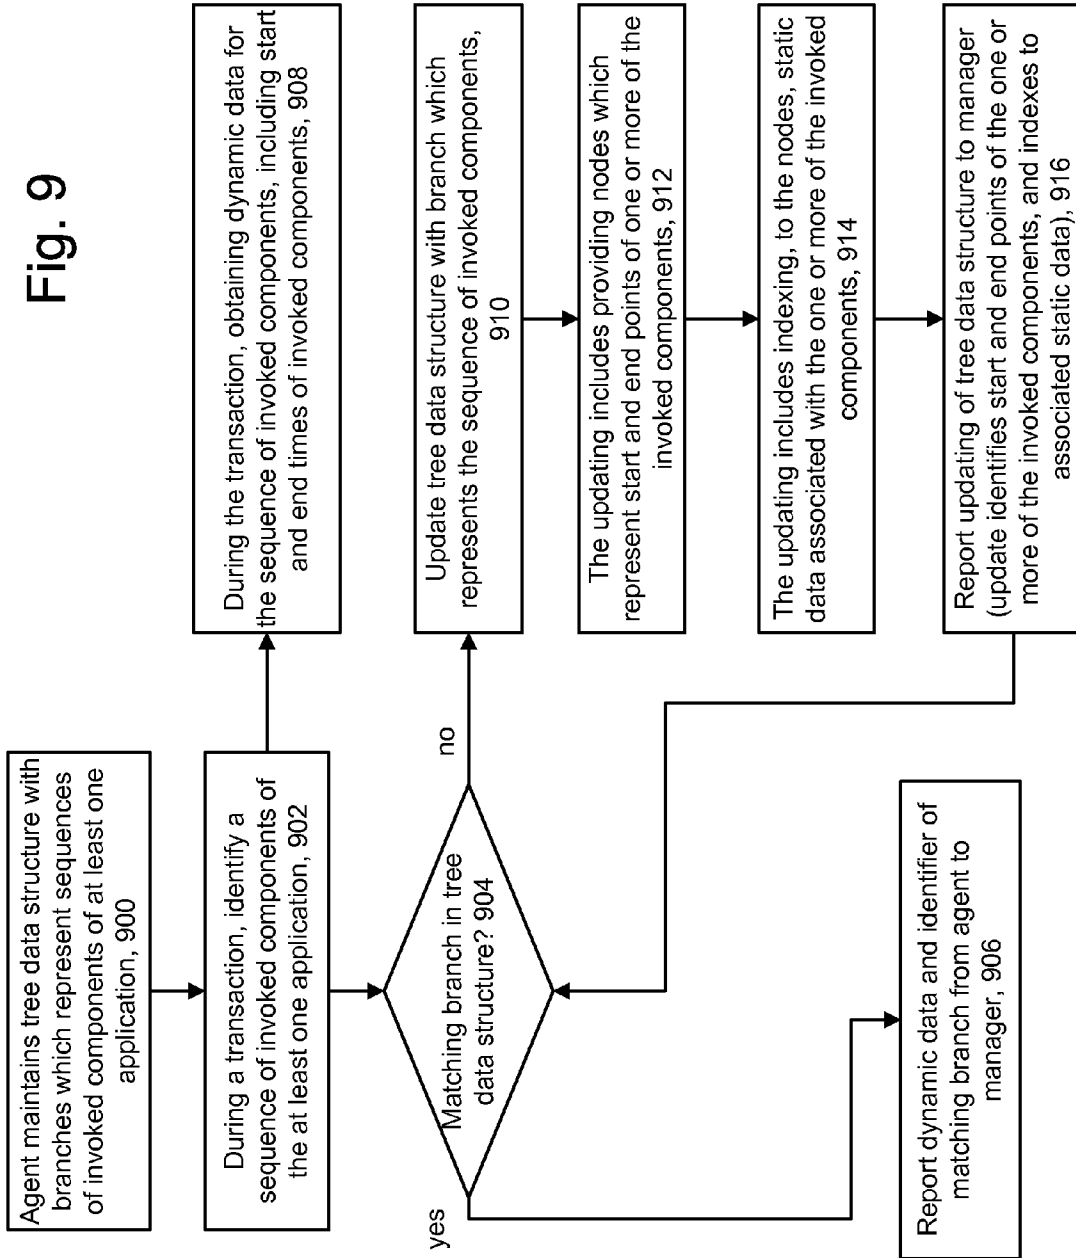 Fig. 9
Agent maintains tree data structure with
branches which represent sequences
of invoked components of at least one
application, 900
During a transaction, identify a
sequence of invoked components of
the at least one application, 902
Matching branch in tree
data structure? 904
yes
no
Report dynamic data and identifier of
matching branch from agent to
manager, 906
During the transaction, obtaining dynamic data for
the sequence of invoked components, including start
and end times of invoked components, 908
Update tree data structure with branch which
represents the sequence of invoked components,
910
The updating includes providing nodes which
represent start and end points of one or more of the
invoked components, 912
The updating includes indexing, to the nodes, static
data associated with the one or more of the invoked
components, 914
Report updating of tree data structure to manager
(update identifies start and end points of the one or
more of the invoked components, and indexes to
associated static data), 916